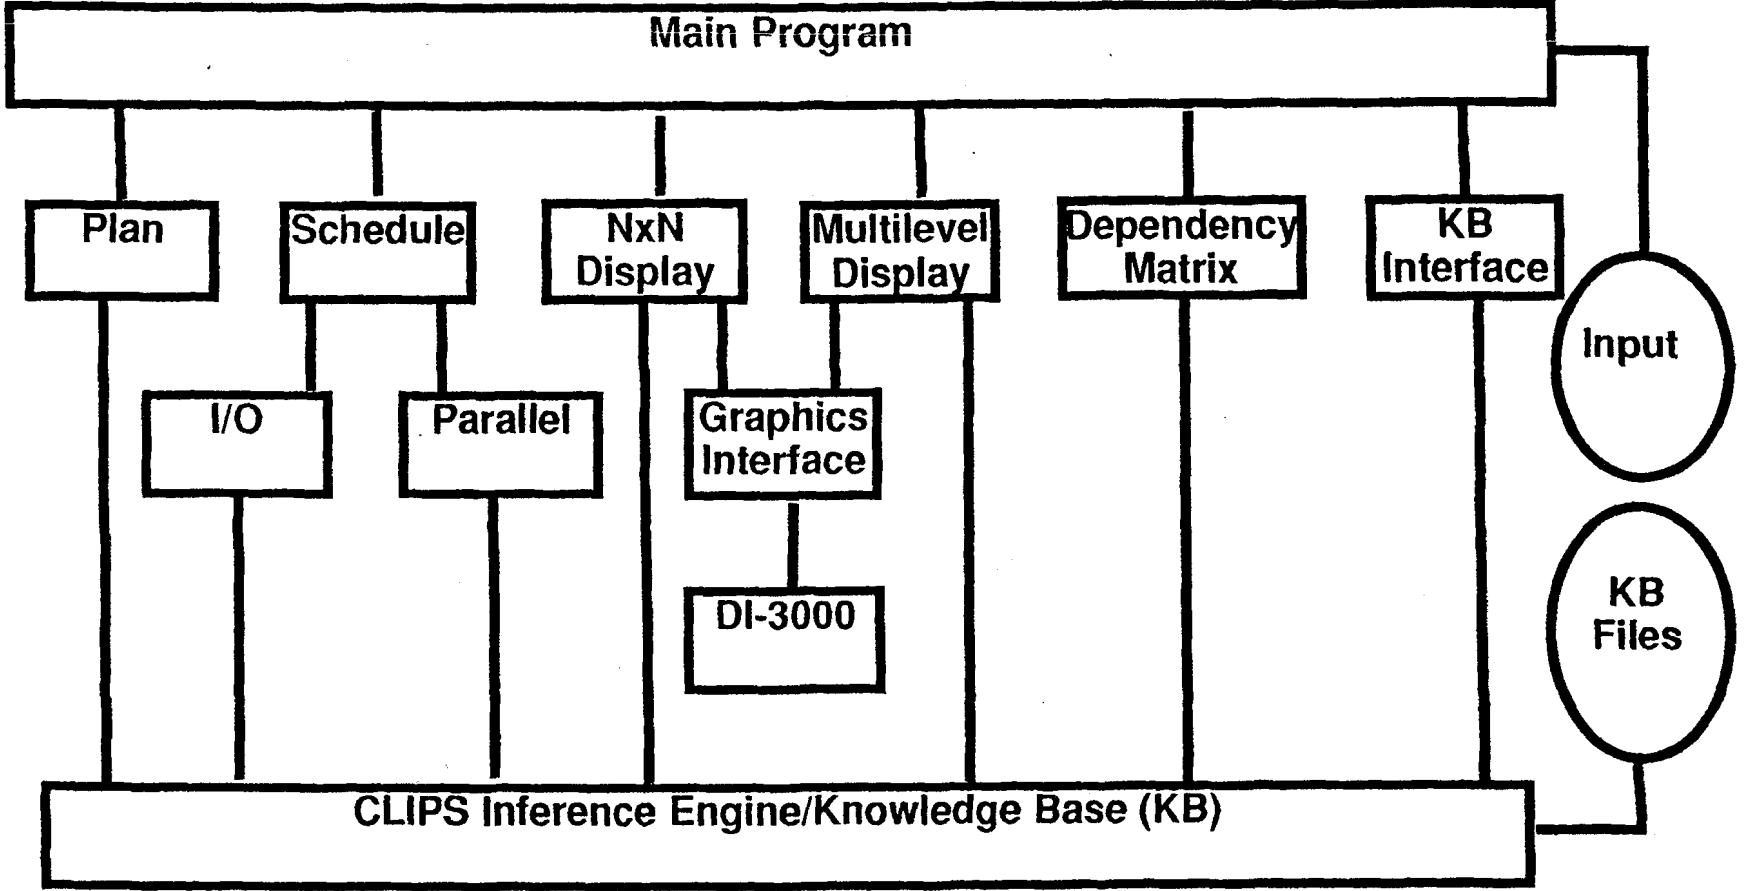 Main Program
Plan
Schedule
NxN
Display
Multilevel
Display
Dependency
Matrix
KB
Interface
Input
I/O
Parallel
Graphics
Interface
DI-3000
KB
Files
CLIPS Inference Engine/Knowledge Base (KB)